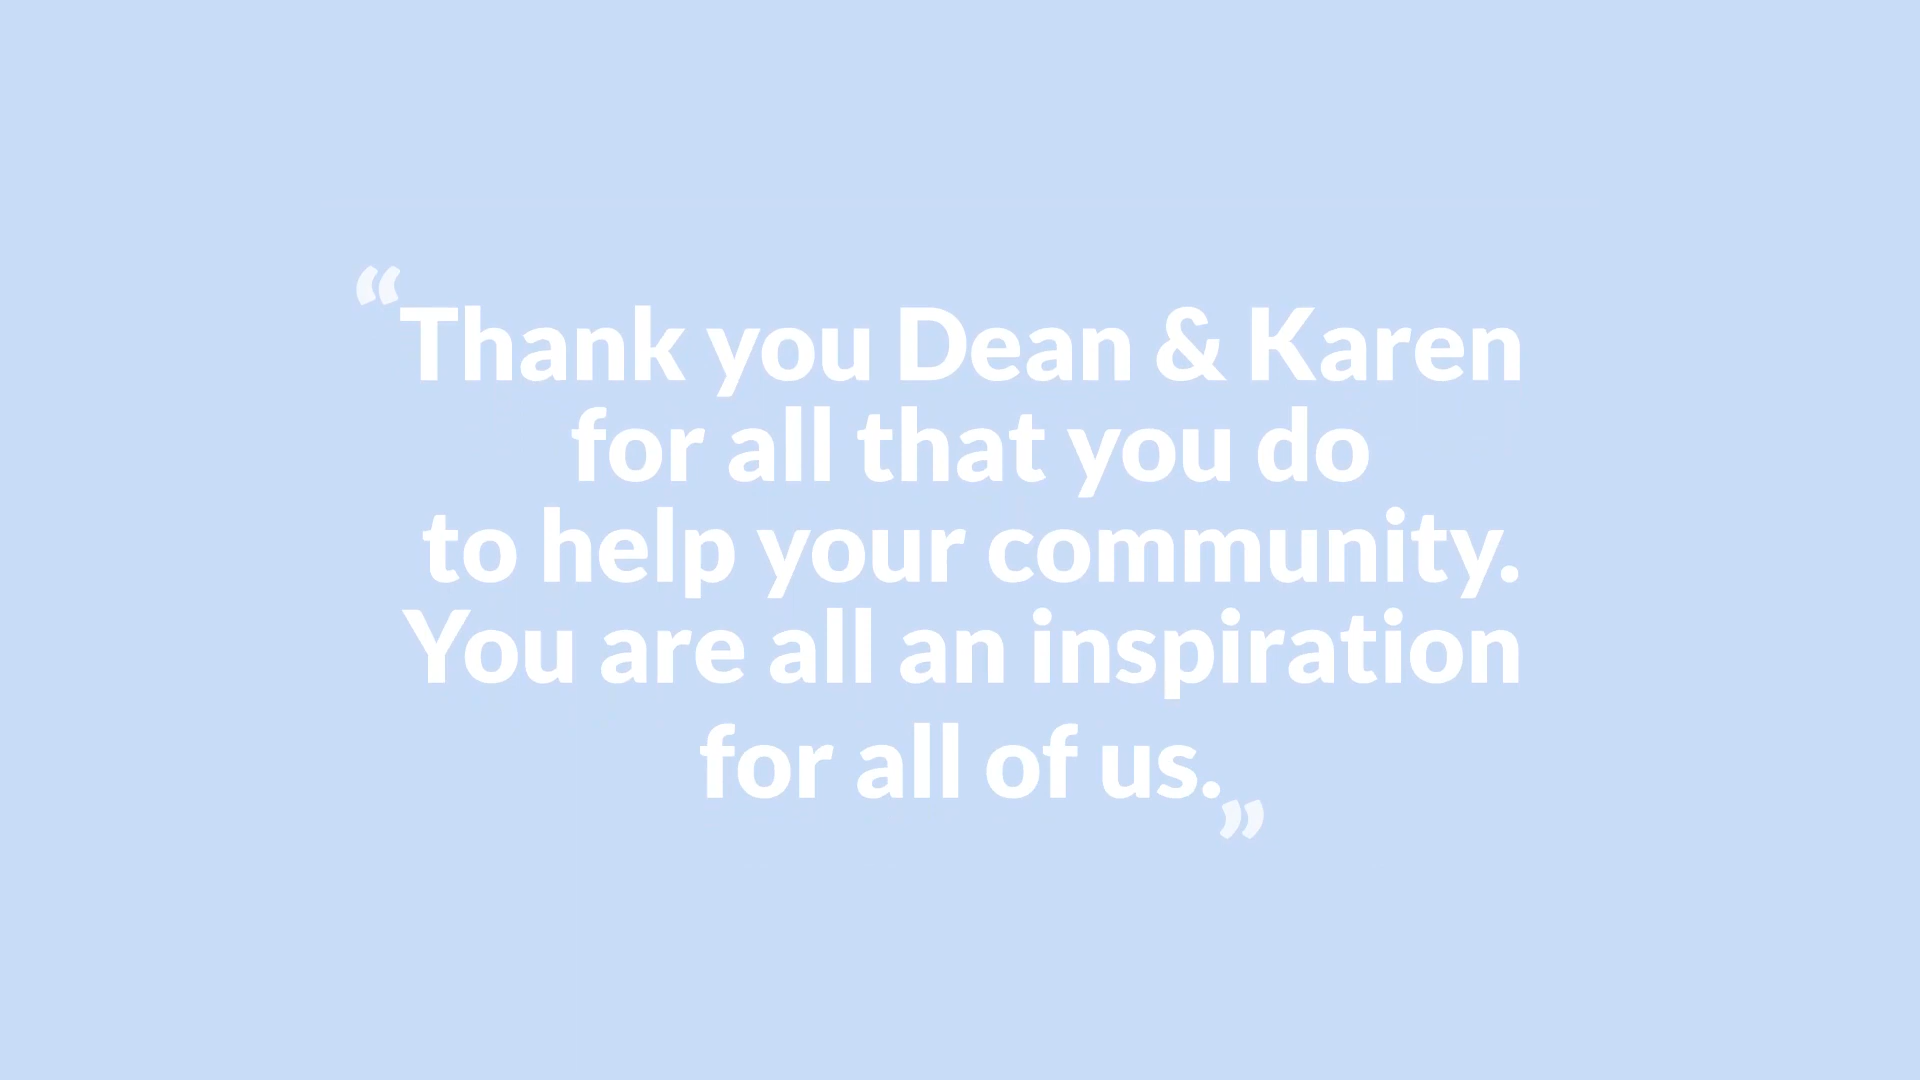 “Thank you Dean & Karen
for all that you do
to help your community.
You are all an inspiration
for all of us.”